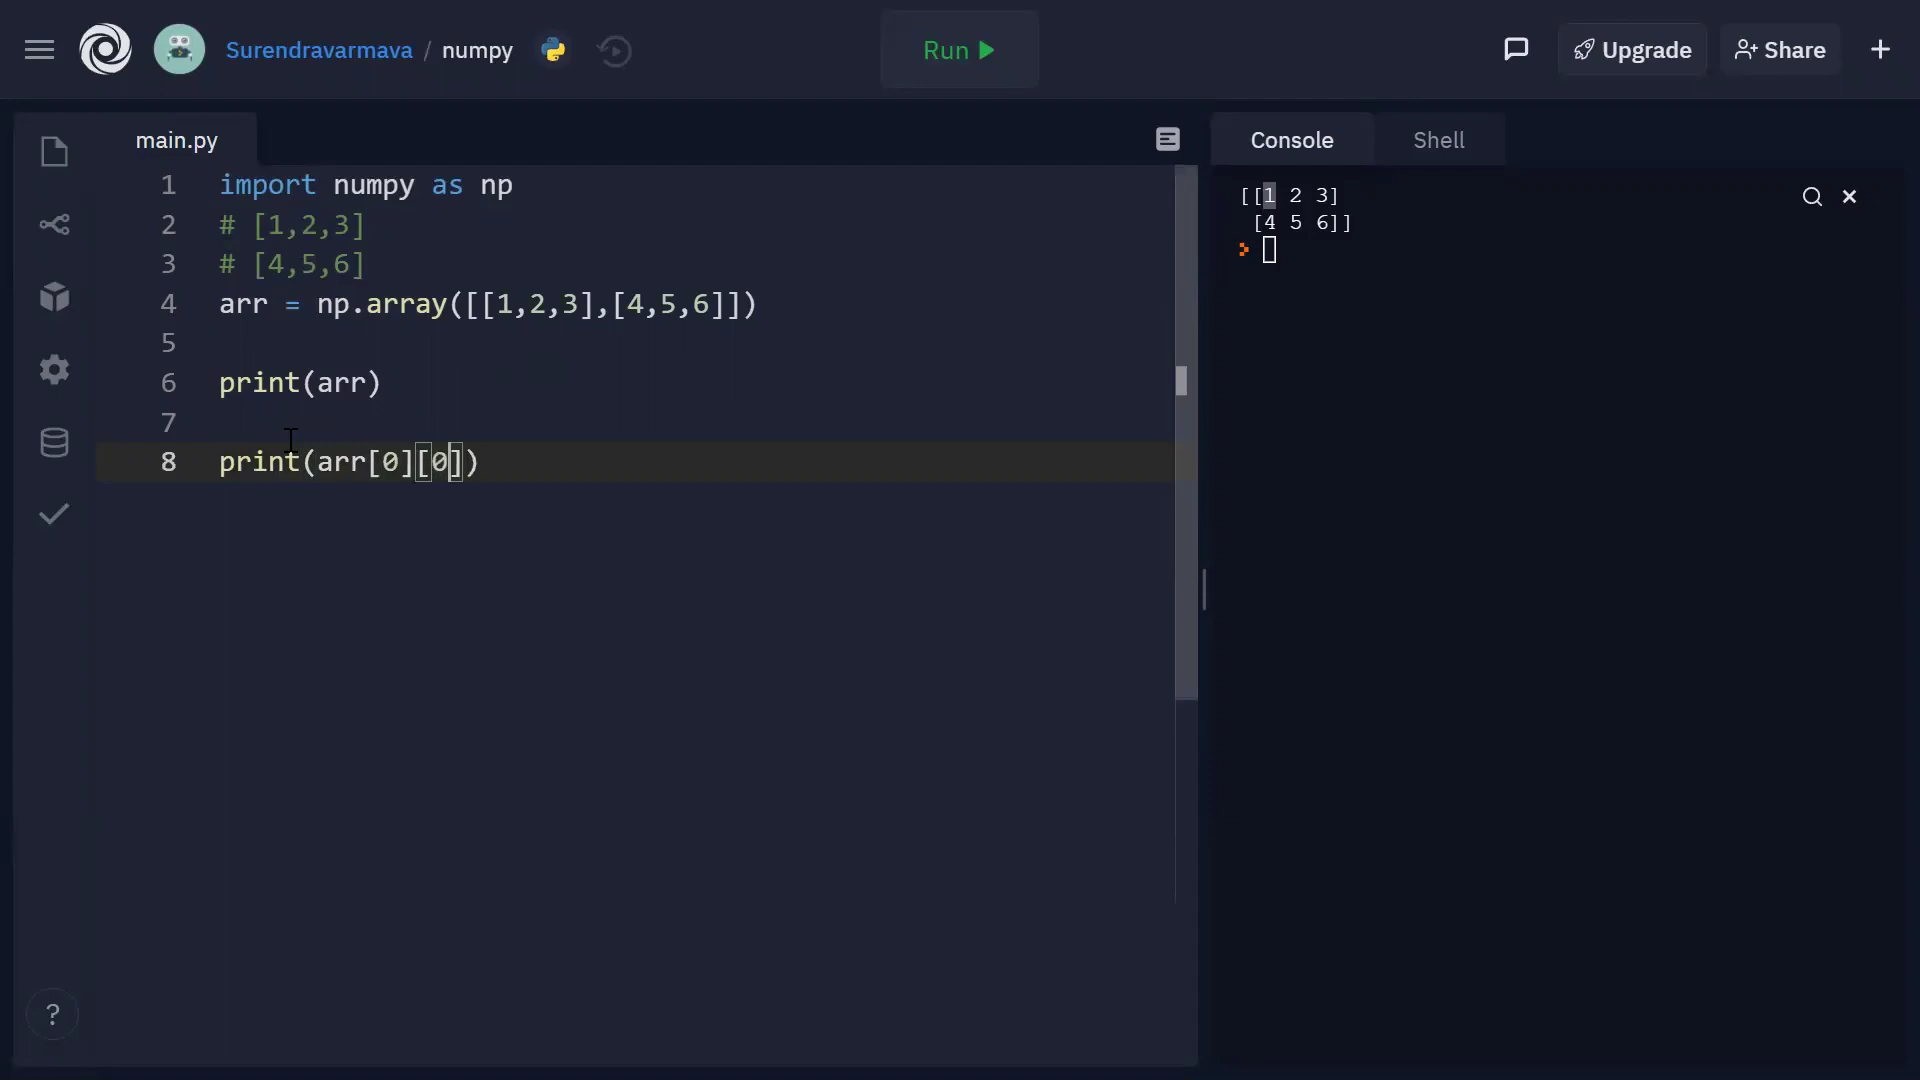 Surendravarmava / numpy
Run
Upgrade
Share
main.py
1 import numpy as np
2 # [1,2,3]
3 # [4,5,6]
4 arr = np.array([[1,2,3],[4,5,6]])
5
6 print(arr)
7
8 print(arr[0][0])
?
Console
Shell
[[1 2 3]
[4 5 6]]